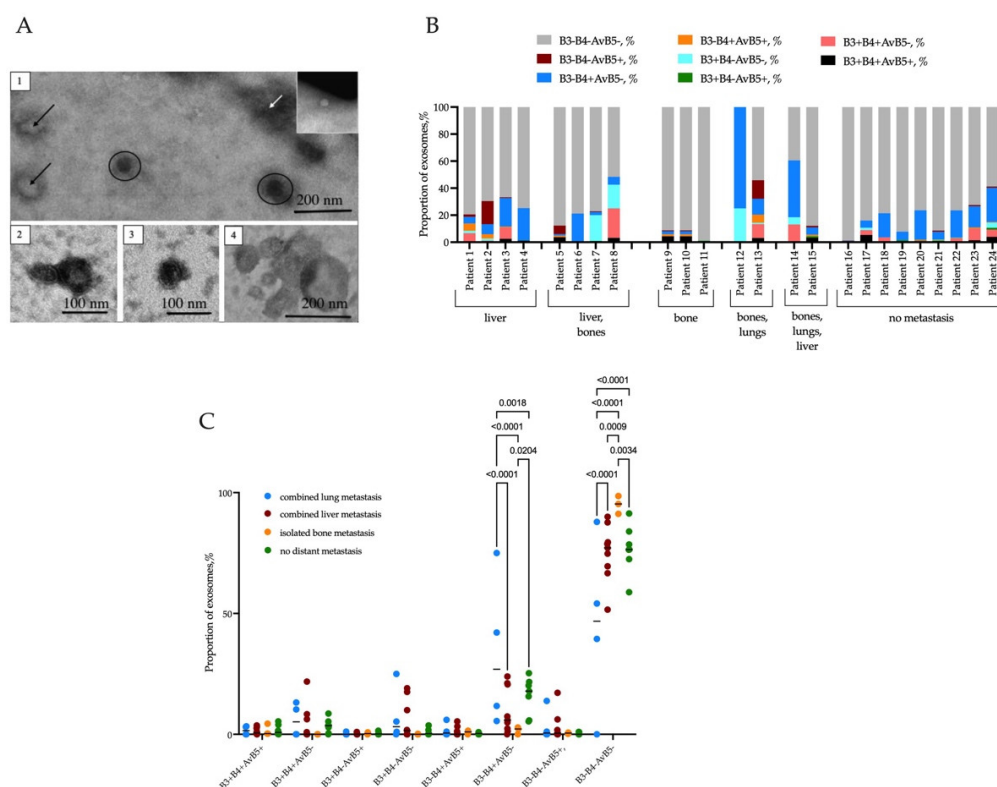 A
1
200 nm
2
100 nm
3
100 nm
4
200 nm
B
B3-B4-AvB5-, %
B3-B4-AvB5+, %
B3-B4+AvB5-, %
B3-B4+AvB5+, %
B3+B4-AvB5-, %
B3+B4-AvB5+, %
B3+B4+AvB5-, %
B3+B4+AvB5+, %
Proportion of exosomes,%
100
80
60
40
20
0
Patient 1
Patient 2
Patient 3
Patient 4
Patient 5
Patient 6
Patient 7
Patient 8
Patient 9
Patient 10
Patient 11
Patient 12
Patient 13
Patient 14
Patient 15
Patient 16
Patient 17
Patient 18
Patient 19
Patient 20
Patient 21
Patient 22
Patient 23
Patient 24
liver
liver,
bones
bone
bones,
lungs
bones,
lungs,
liver
no metastasis
C
combined lung metastasis
combined liver metastasis
isolated bone metastasis
no distant metastasis
Proportion of exosomes,%
100
50
0
0.0018
<0.0001
0.0204
<0.0001
<0.0001
<0.0001
0.0009
0.0034
<0.0001
B3+B4+AvB5+
B3+B4+AvB5-
B3+B4-AvB5+
B3+B4-AvB5-
B3-B4+AvB5+
B3-B4+AvB5-
B3-B4-AvB5+,
B3-B4-AvB5-